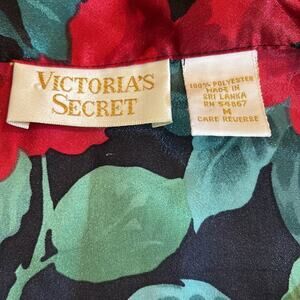 VICTORIA'S
SECRET
100% POLYESTER
MADE IN
SRI LANKA
RN 54867
M
CARE REVERSE